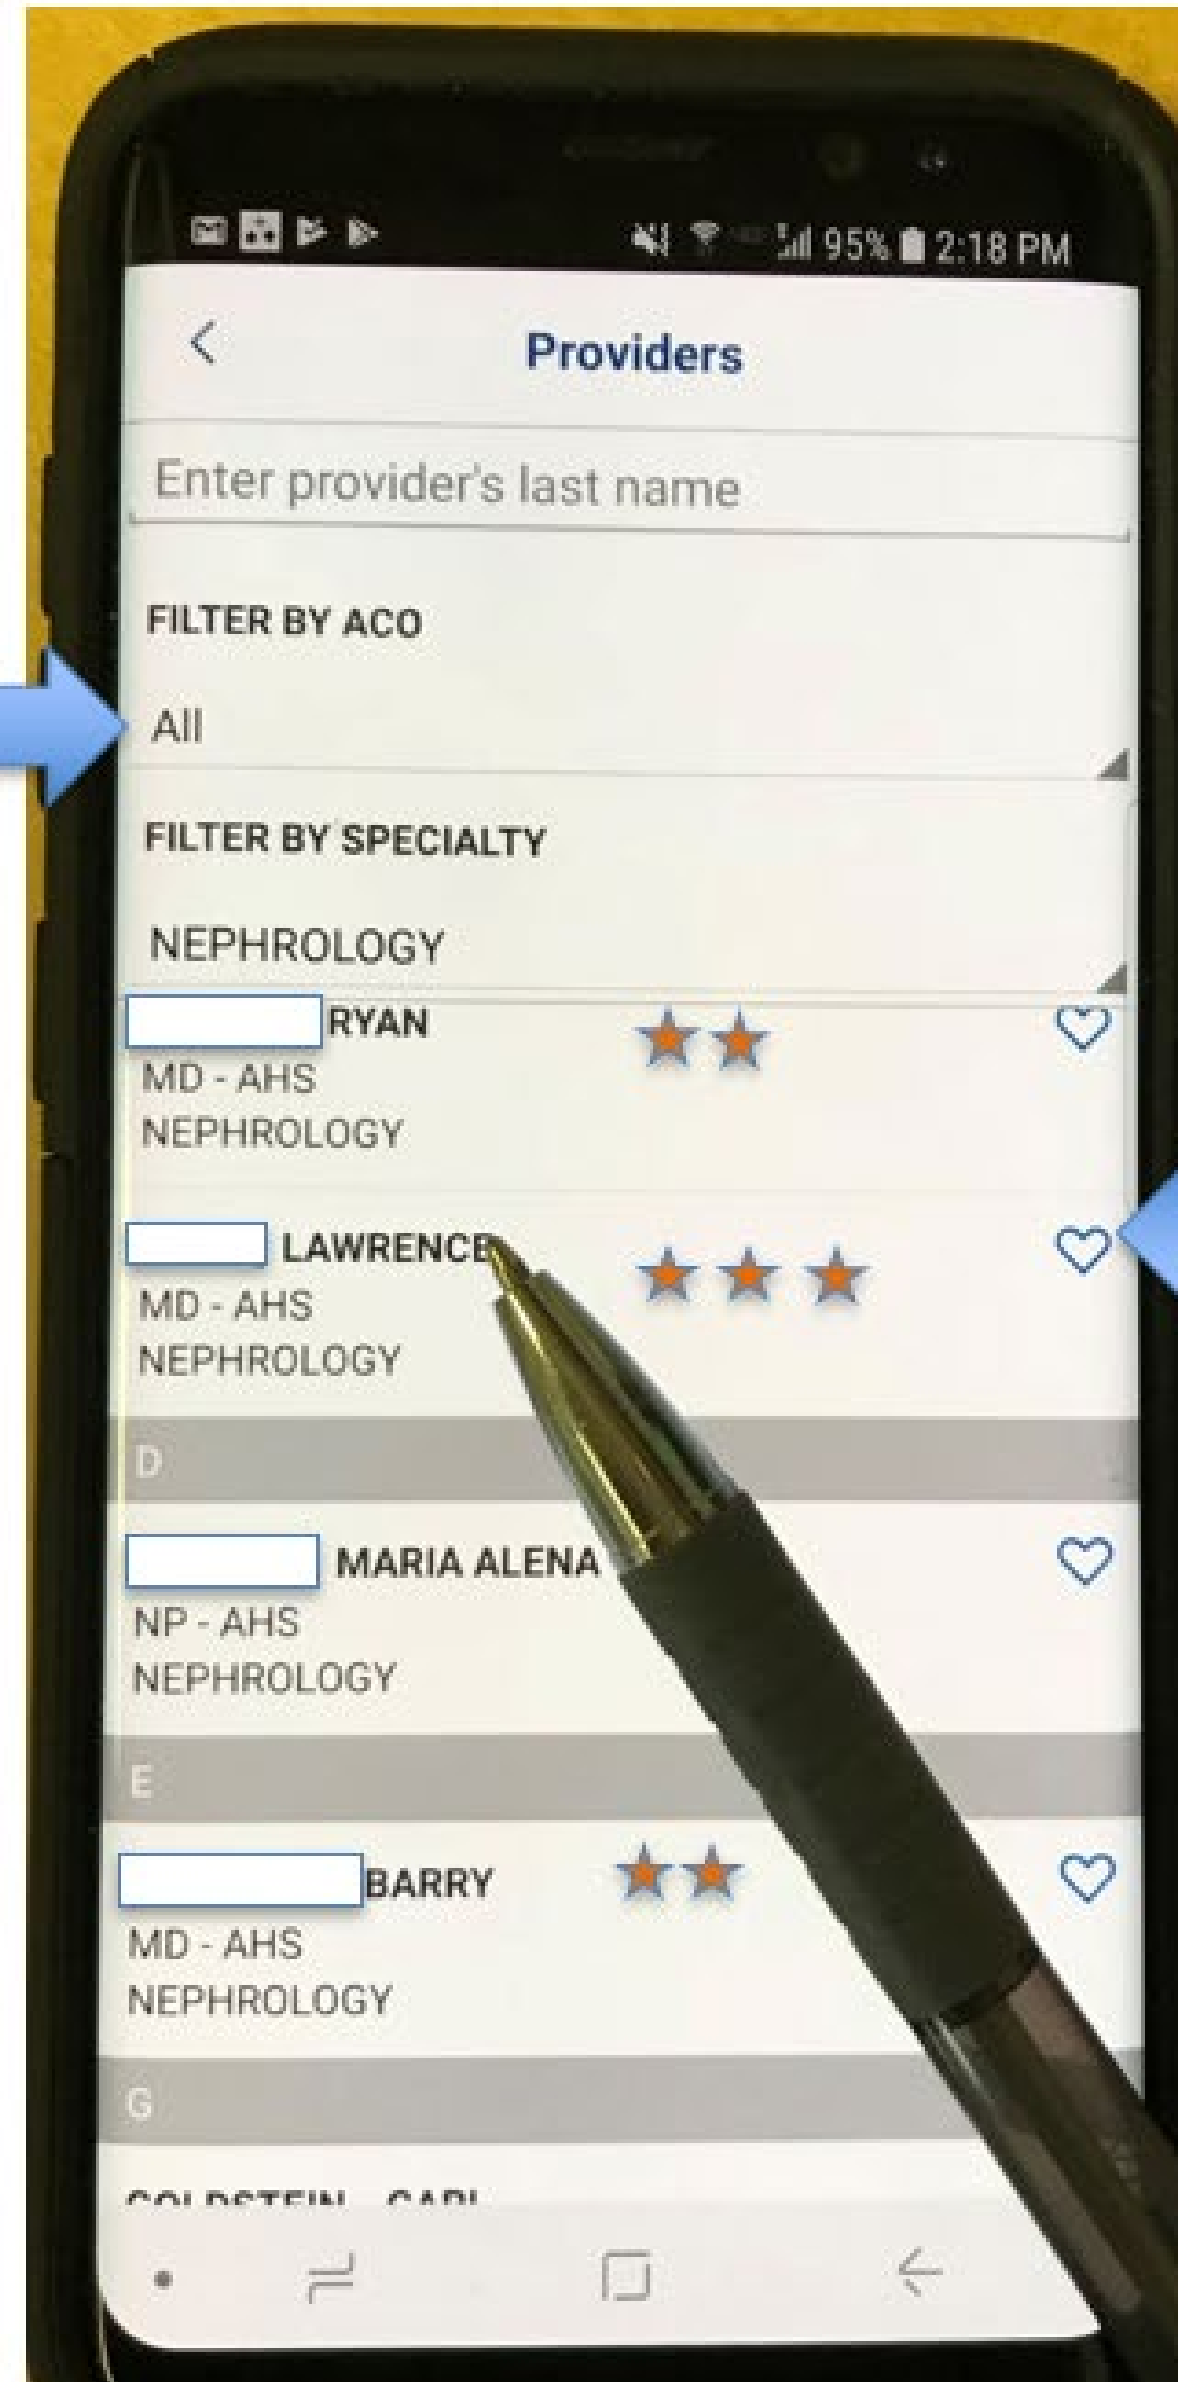 95% 2:18 PM
Providers
Enter provider's last name
FILTER BY ACO
All
FILTER BY SPECIALTY
NEPHROLOGY
RYAN
MD - AHS
NEPHROLOGY
LAWRENCE
MD - AHS
NEPHROLOGY
D
MARIA ALENA
NP - AHS
NEPHROLOGY
E
BARRY
MD - AHS
NEPHROLOGY
G